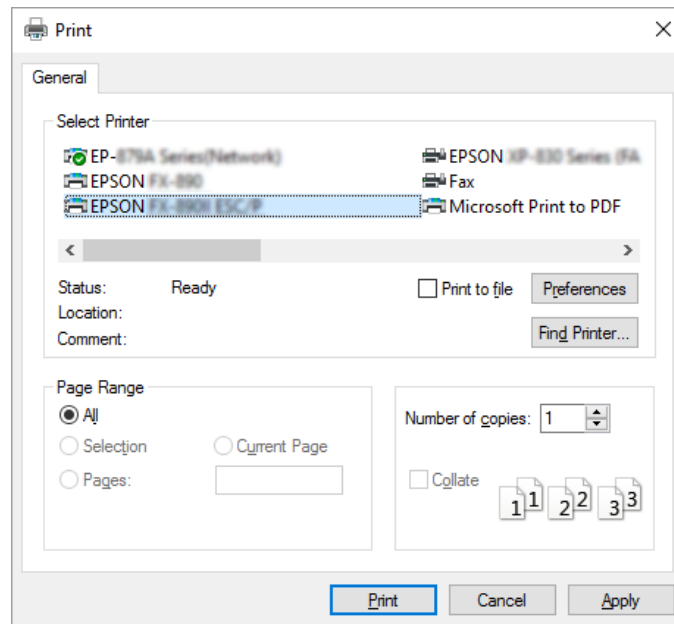 Print
General
Select Printer
EP-
EPSON
EPSON
EPSON
Fax
Microsoft Print to PDF
Status: Ready
Location:
Comment:
Print to file
Preferences
Find Printer...
Page Range
All
Selection
Current Page
Pages:
Number of copies: 1
Collate
1 1 2 2 3 3
Print Cancel Apply